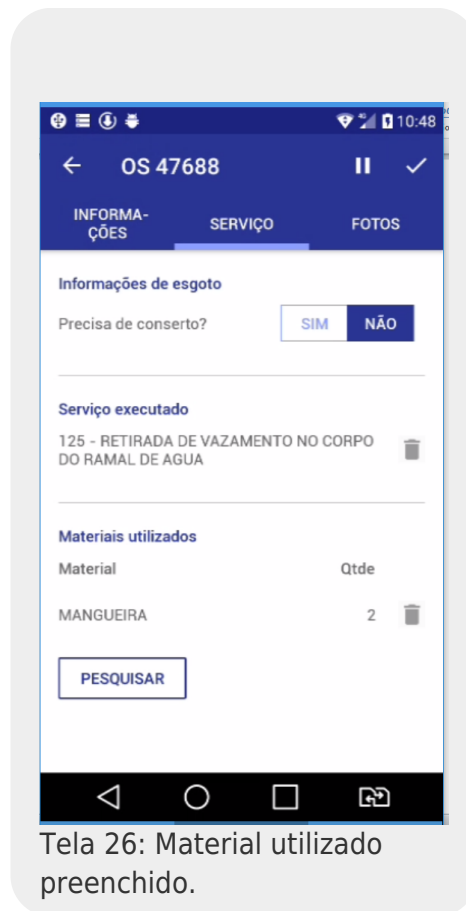 10:48
OS 47688
INFORMA-
ÇÕES
SERVIÇO
FOTOS
Informações de esgoto
Precisa de conserto?
SIM
NÃO
Serviço executado
125 - RETIRADA DE VAZAMENTO NO CORPO
DO RAMAL DE AGUA
Materiais utilizados
Material
Qtde
MANGUEIRA
2
PESQUISAR
Tela 26: Material utilizado
preenchido.